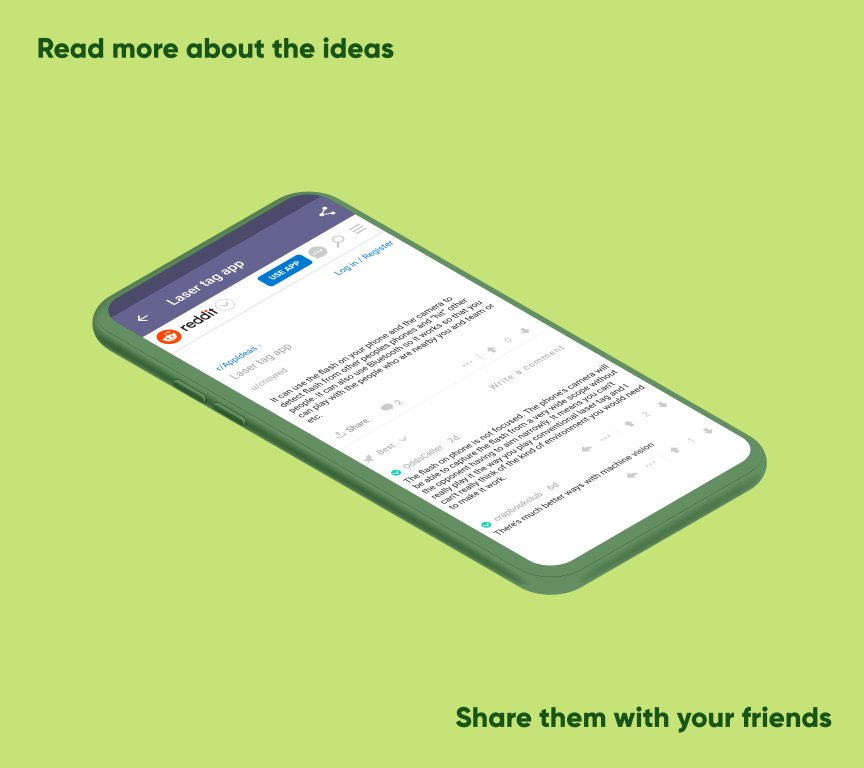 Read more about the ideas
Laser tag app
USE APP
reddit
Log in / Register
r/AppIdeas ·
Laser tag app
It can use the flash on your phone and the camera to
detect flash from other peoples phones and "hit" other
people. It can also use Bluetooth so it works so that you
can play with the people who are nearby you and team or
etc.
0
Share
2
Write a comment
Best
OddsCaller 7d
The flash on phone is not focused. The phone's camera will
be able to capture the flash from a very wide scope without
the opponent having to aim narrowly. It means you can't
really play it the way you play conventional laser tag and I
can't really think of the kind of environment you would need
to make it work.
2
crapbookclub 6d
There's much better ways with machine vision
1
Share them with your friends